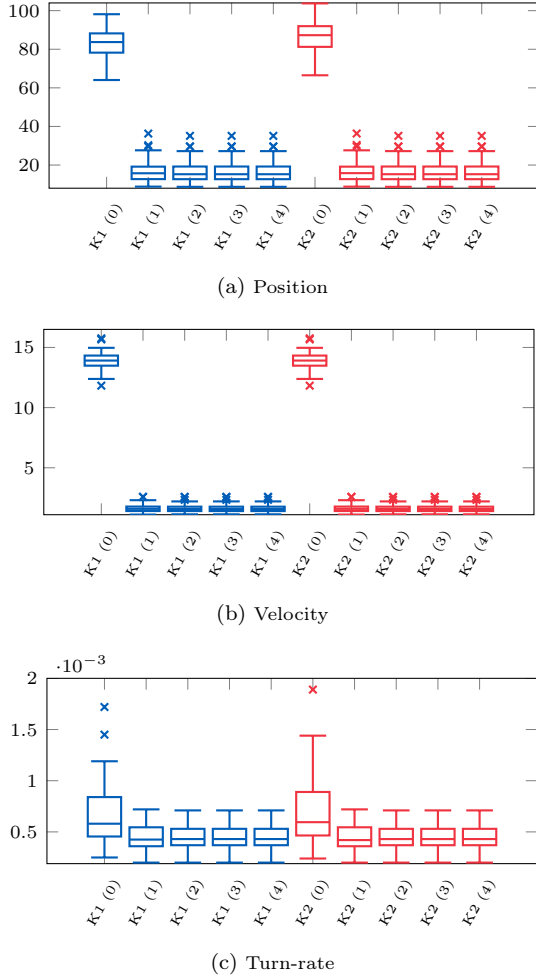 100
80
60
40
20
K1 (0) K1 (1) K1 (2) K1 (3) K1 (4) K2 (0) K2 (1) K2 (2) K2 (3) K2 (4)
(a) Position
15
10
5
K1 (0) K1 (1) K1 (2) K1 (3) K1 (4) K2 (0) K2 (1) K2 (2) K2 (3) K2 (4)
(b) Velocity
·10⁻³
2
1.5
1
0.5
K1 (0) K1 (1) K1 (2) K1 (3) K1 (4) K2 (0) K2 (1) K2 (2) K2 (3) K2 (4)
(c) Turn-rate